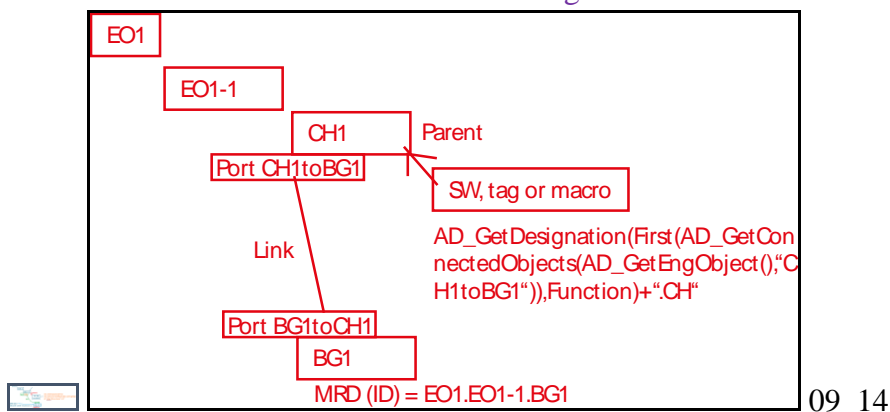 EO1
EO1-1
CH1
Parent
Port CH1toBG1
SW, tag or macro
AD_GetDesignation(First(AD_GetCon
nectedObjects(AD_GetEngObject(),“C
H1toBG1“)),Function)+“.CH“
Link
Port BG1toCH1
BG1
MRD (ID) = EO1.EO1-1.BG1
09 14